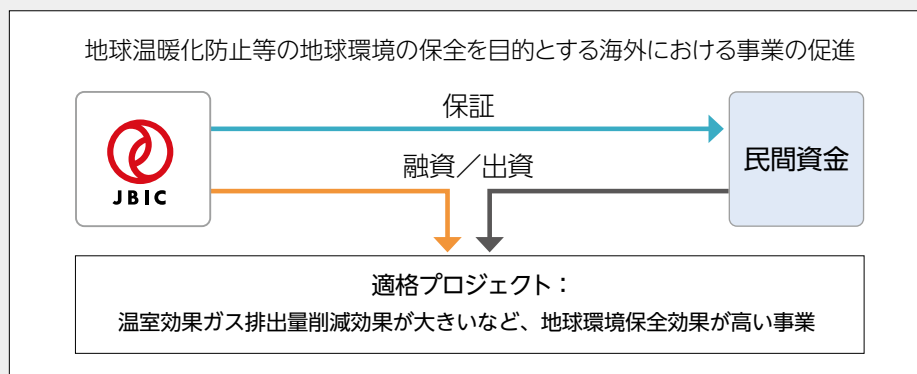 地球温暖化防止等の地球環境の保全を目的とする海外における事業の促進
保証
融資／出資
JBIC
民間資金
適格プロジェクト：
温室効果ガス排出量削減効果が大きいなど、地球環境保全効果が高い事業